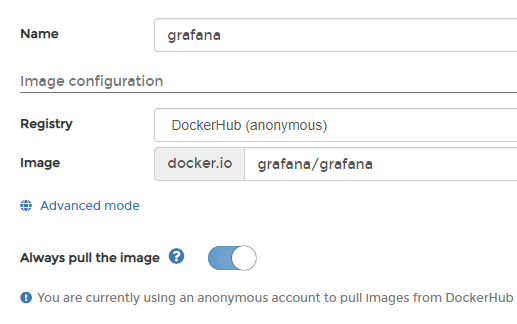 Name grafana
Image configuration
Registry DockerHub (anonymous)
Image docker.io grafana/grafana
Advanced mode
Always pull the image ?
You are currently using an anonymous account to pull images from DockerHub